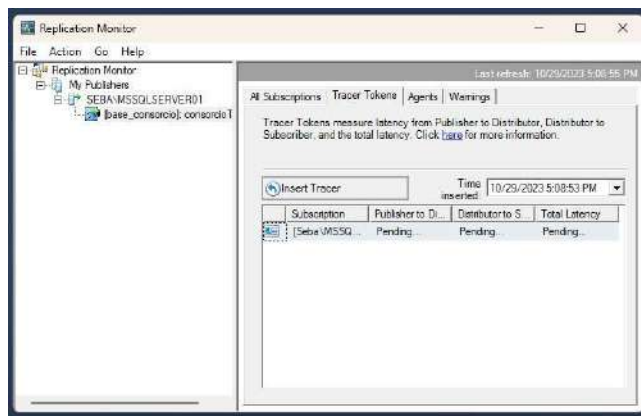 Replication Monitor
File Action Go Help
Replication Monitor
My Publishers
SEBA\MSSQLSERVER01
[base_consorcio]: consorcioT
Last refresh: 10/29/2023 5:06:55 PM
All Subscriptions Tracer Tokens Agents Warnings
Tracer Tokens measure latency from Publisher to Distributor, Distributor to
Subscriber, and the total latency. Click here for more information.
Insert Tracer
Time inserted: 10/29/2023 5:08:53 PM
Subscription Publisher to Di... Distributor to S... Total Latency
[Seba\MSSQ... Pending... Pending... Pending...